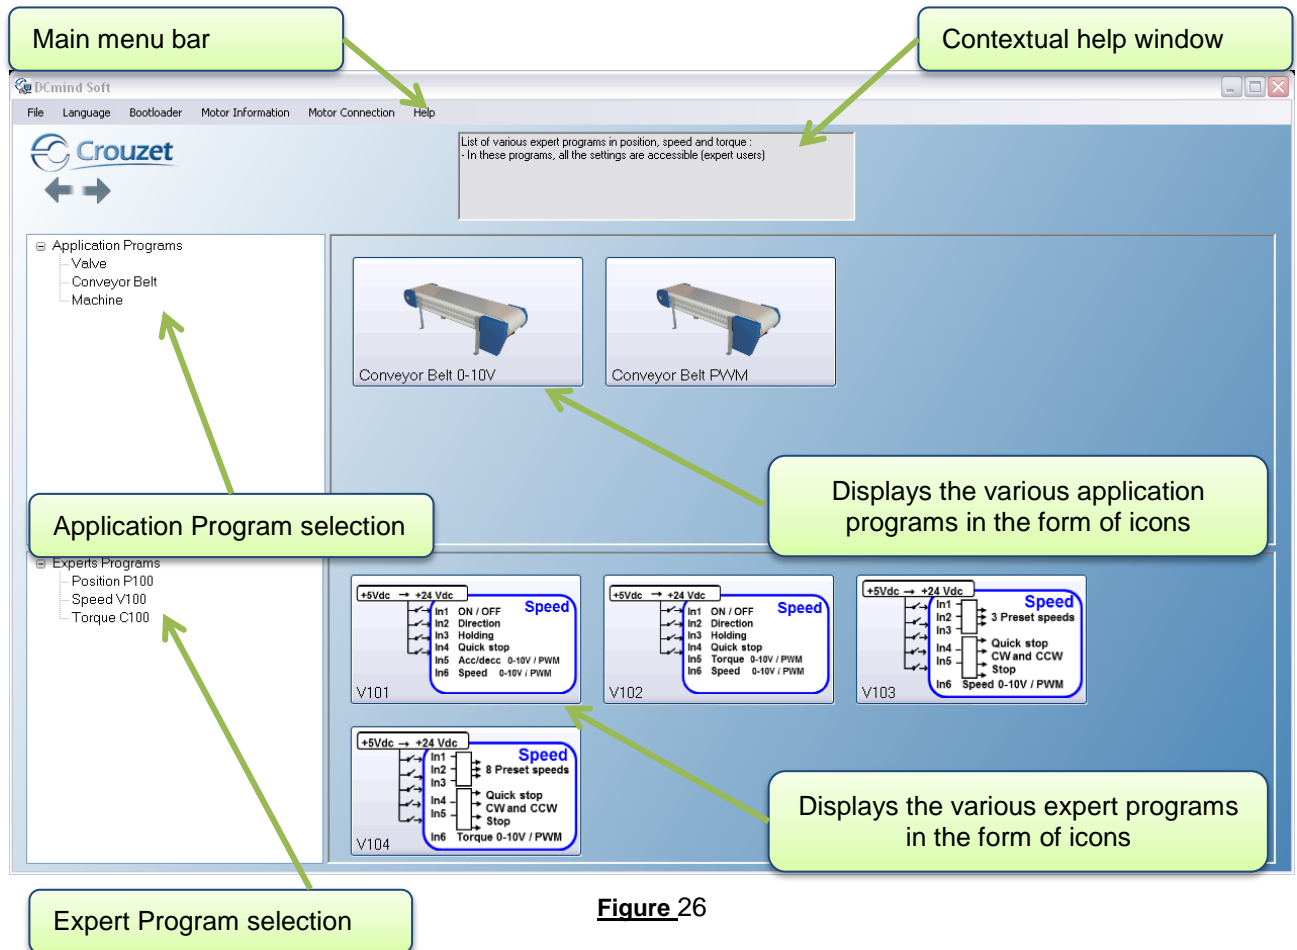 Main menu bar
Contextual help window
DCmind Soft
File Language Bootloader Motor Information Motor Connection Help
Crouzet
List of various expert programs in position, speed and torque :
- In these programs, all the settings are accessible (expert users)
Application Programs
Valve
Conveyor Belt
Machine
Conveyor Belt 0-10V
Conveyor Belt PWM
Displays the various application
programs in the form of icons
Application Program selection
Experts Programs
Position P100
Speed V100
Torque C100
+5Vdc → +24 Vdc
Speed
In1 ON / OFF
In2 Direction
In3 Holding
In4 Quick stop
In5 Acc/decc 0-10V / PWM
In6 Speed 0-10V / PWM
V101
+5Vdc → +24 Vdc
Speed
In1 ON / OFF
In2 Direction
In3 Holding
In4 Quick stop
In5 Torque 0-10V / PWM
In6 Speed 0-10V / PWM
V102
+5Vdc → +24 Vdc
Speed
In1
In2 3 Preset speeds
In3
Quick stop
In4 CW and CCW
In5 Stop
In6 Speed 0-10V / PWM
V103
+5Vdc → +24 Vdc
Speed
In1
In2 8 Preset speeds
In3
Quick stop
In4 CW and CCW
In5 Stop
In6 Torque 0-10V / PWM
V104
Displays the various expert programs
in the form of icons
Expert Program selection
Figure 26